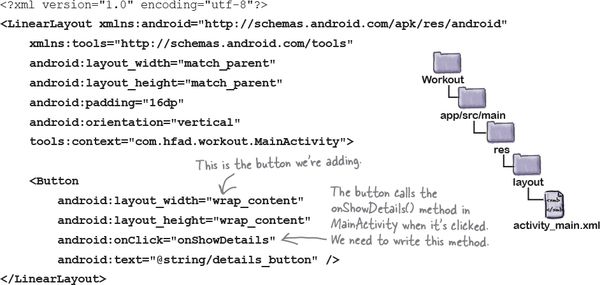 <?xml version="1.0" encoding="utf-8"?>
<LinearLayout xmlns:android="http://schemas.android.com/apk/res/android"
xmlns:tools="http://schemas.android.com/tools"
android:layout_width="match_parent"
android:layout_height="match_parent"
android:padding="16dp"
android:orientation="vertical"
tools:context="com.hfad.workout.MainActivity">
This is the button we're adding.
<Button
android:layout_width="wrap_content"
android:layout_height="wrap_content"
android:onClick="onShowDetails"
android:text="@string/details_button" />
</LinearLayout>
The button calls the
onShowDetails() method in
MainActivity when it's clicked.
We need to write this method.
Workout
app/src/main
res
layout
<xml>
</xml>
activity_main.xml